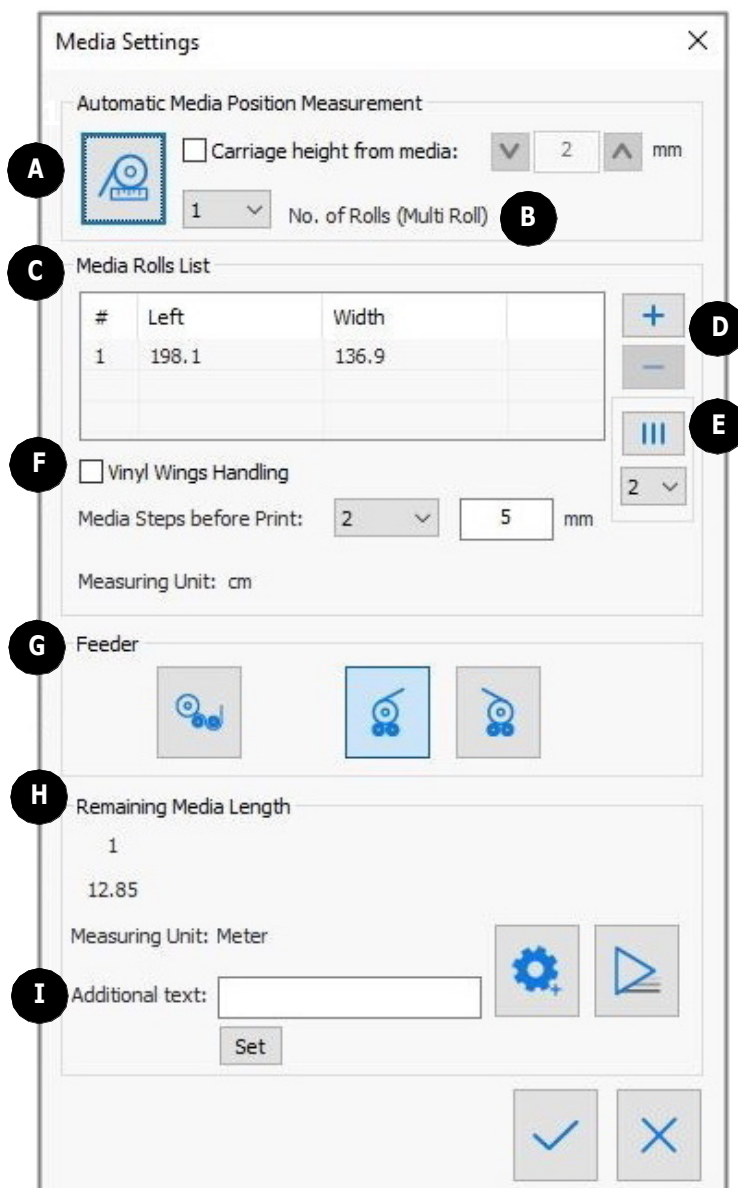 Media Settings
Automatic Media Position Measurement
A
Carriage height from media: 2 mm
1 No. of Rolls (Multi Roll) B
C Media Rolls List
# Left Width
1 198.1 136.9
D
E
F Vinyl Wings Handling
2
Media Steps before Print: 2 5 mm
Measuring Unit: cm
G Feeder
H Remaining Media Length
1
12.85
Measuring Unit: Meter
I Additional text:
Set